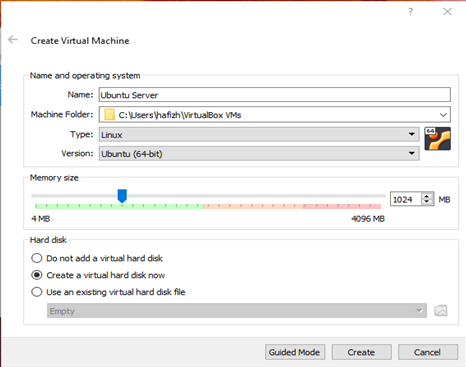 ?
Create Virtual Machine
Name and operating system
Name: Ubuntu Server
Machine Folder: C:\Users\hafizh\VirtualBox VMs
Type: Linux
64
Version: Ubuntu (64-bit)
Memory size
1024 MB
4 MB 4096 MB
Hard disk
Do not add a virtual hard disk
Create a virtual hard disk now
Use an existing virtual hard disk file
Empty
Guided Mode Create Cancel